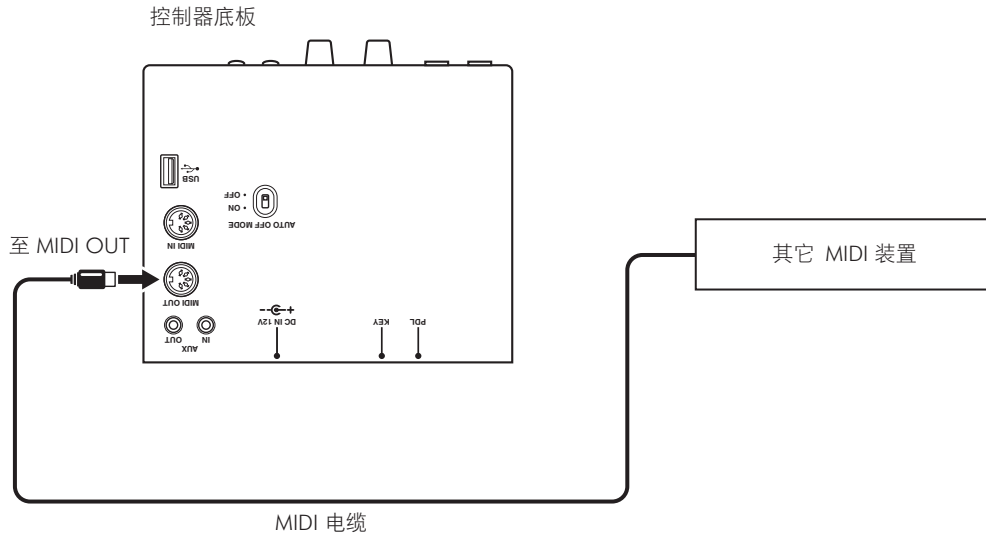 控制器底板
USB
OFF •
ON •
AUTO OFF MODE
MIDI IN
至 MIDI OUT
其它 MIDI 装置
MIDI OUT
OUT
IN
AUX
DC IN 12V
KEY
PDL
MIDI 电缆